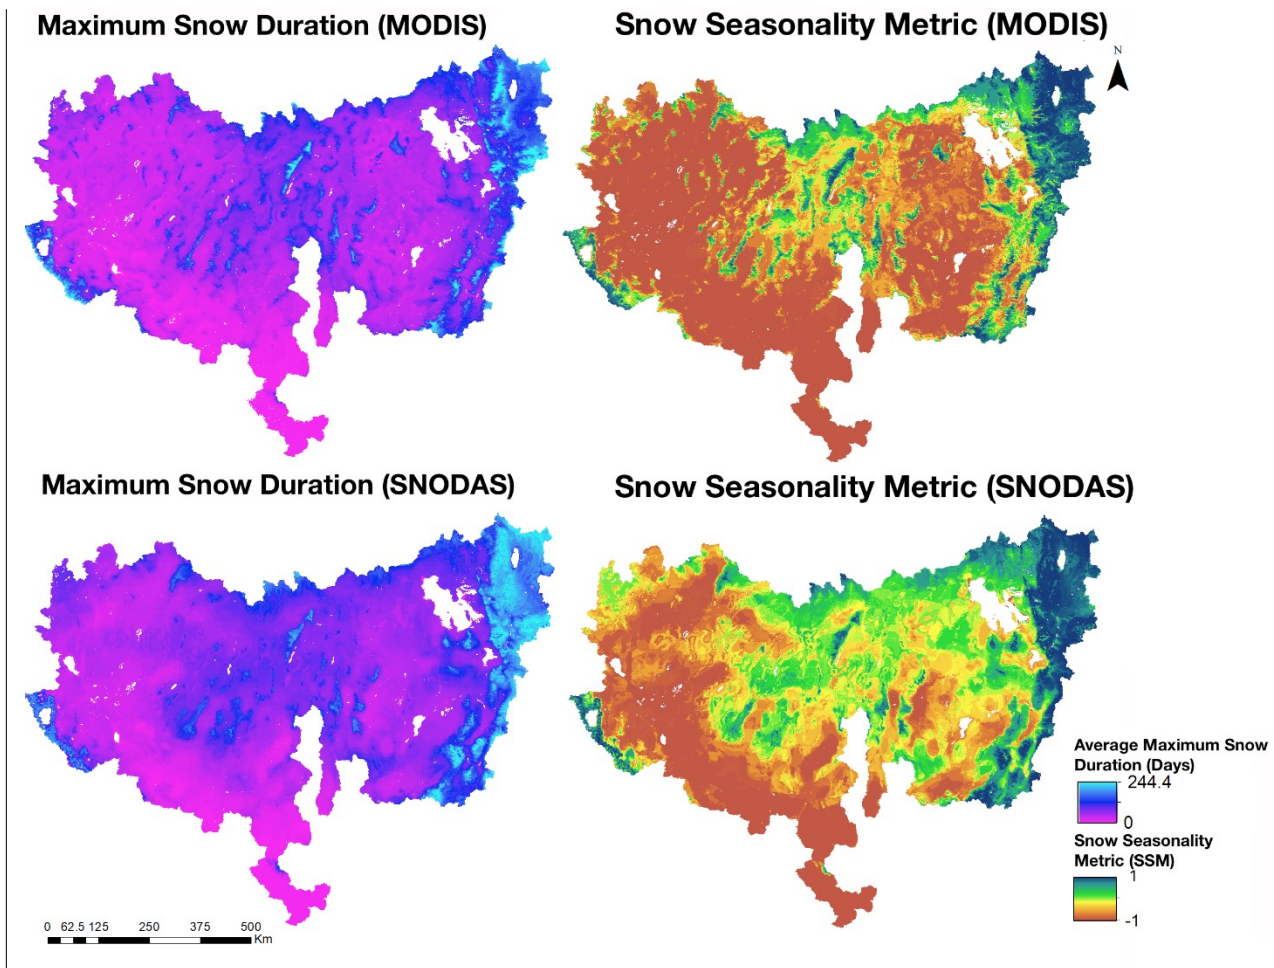 Maximum Snow Duration (MODIS)
Snow Seasonality Metric (MODIS)
N
Maximum Snow Duration (SNODAS)
Snow Seasonality Metric (SNODAS)
Average Maximum Snow
Duration (Days)
244.4
0
Snow Seasonality
Metric (SSM)
1
-1
0 62.5 125 250 375 500
Km